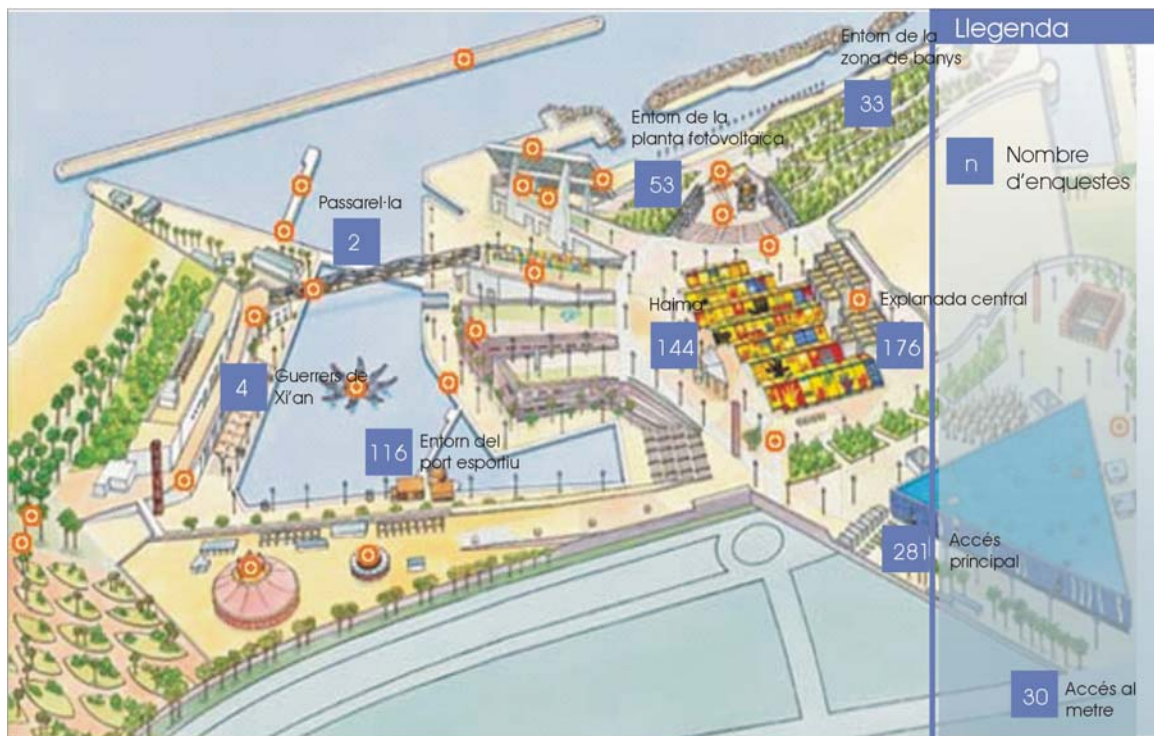 Llegenda
Entorn de la
zona de banys
33
Entorn de la
planta fotovoltaïca
53
n
Nombre
d'enquestes
Passarel·la
2
Haima
144
Explanada central
176
4
Guerrers de
Xi'an
116
Entorn del
port esportiu
281
Accés
principal
30
Accés al
metre